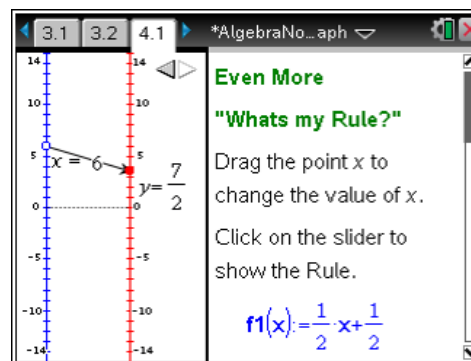 3.1 3.2 4.1 *AlgebraNo...aph
14 14
10 10
5 5
x = 6
y= 7/2
0 0
-5 -5
-10 -10
-14 -14
Even More
"Whats my Rule?"
Drag the point x to
change the value of x.
Click on the slider to
show the Rule.
f1(x):=1/2·x+1/2